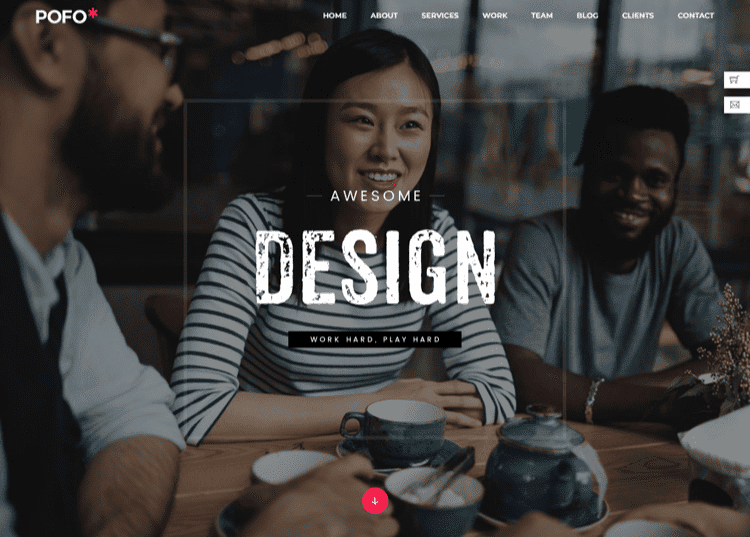 POFO*
HOME ABOUT SERVICES WORK TEAM BLOG CLIENTS CONTACT
AWESOME
DESIGN
WORK HARD, PLAY HARD